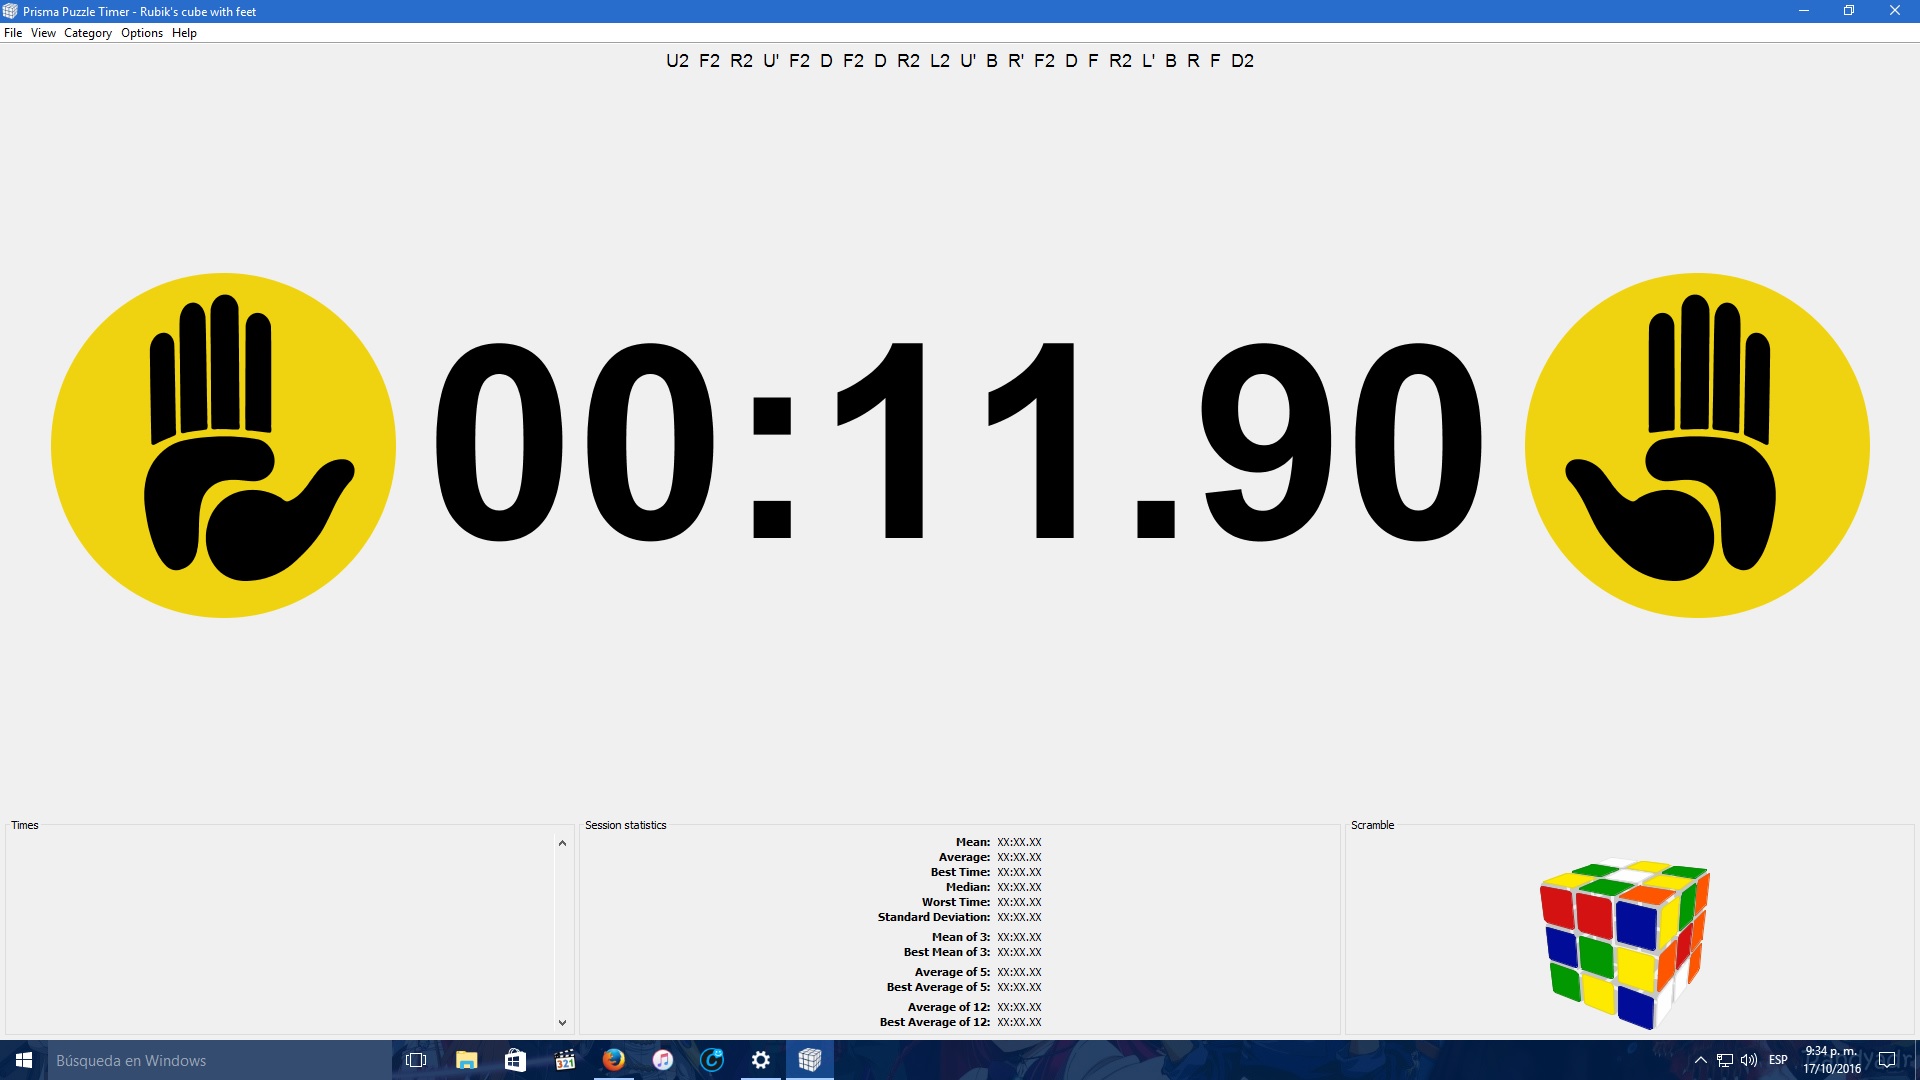 Prisma Puzzle Timer - Rubik's cube with feet
File View Category Options Help
U2 F2 R2 U' F2 D F2 D R2 L2 U' B R' F2 D F R2 L' B R F D2
00:11.90
Times
Session statistics
Mean: XX:XX.XX
Average: XX:XX.XX
Best Time: XX:XX.XX
Median: XX:XX.XX
Worst Time: XX:XX.XX
Standard Deviation: XX:XX.XX
Mean of 3: XX:XX.XX
Best Mean of 3: XX:XX.XX
Average of 5: XX:XX.XX
Best Average of 5: XX:XX.XX
Average of 12: XX:XX.XX
Best Average of 12: XX:XX.XX
Scramble
Búsqueda en Windows
321
ESP
9:34 p. m.
17/10/2016